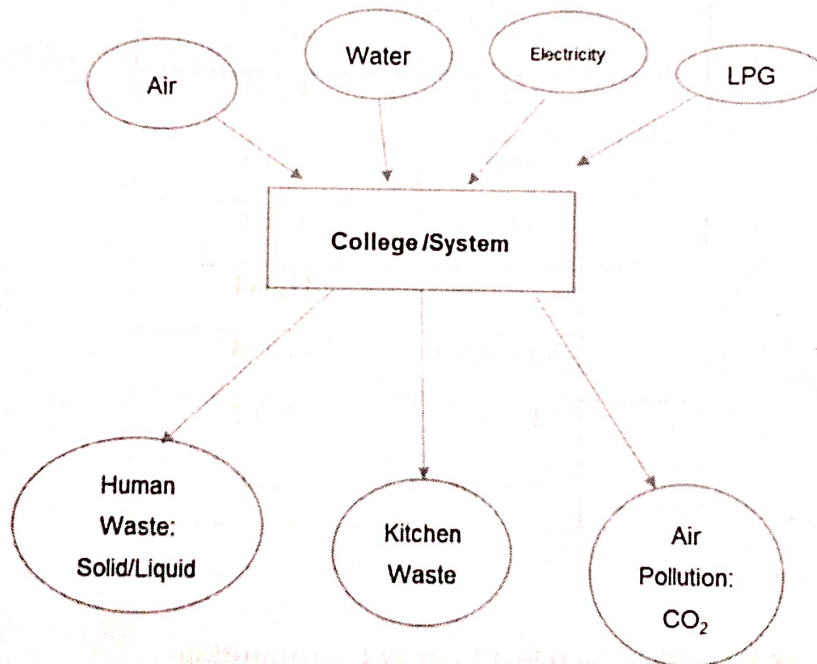 Air
Water
Electricity
LPG
College/System
Human
Waste:
Solid/Liquid
Kitchen
Waste
Air
Pollution:
CO₂